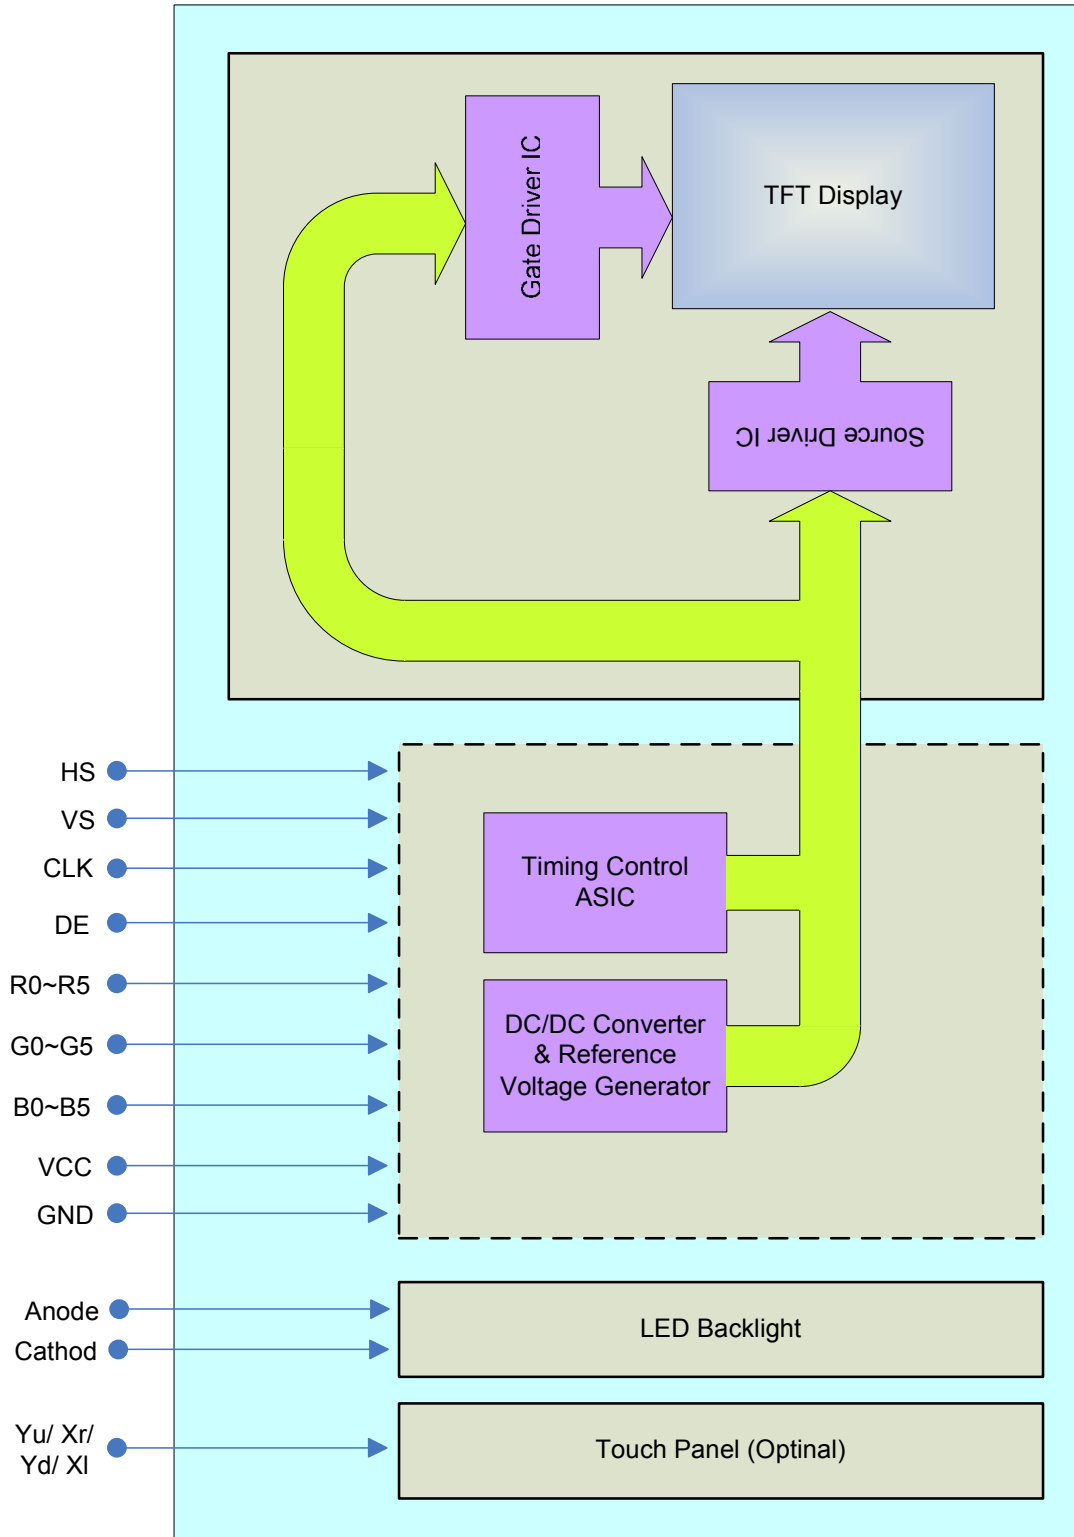 Gate Driver IC
TFT Display
Source Driver IC
HS
VS
CLK
DE
R0~R5
G0~G5
B0~B5
VCC
GND
Timing Control
ASIC
DC/DC Converter
& Reference
Voltage Generator
Anode
Cathod
LED Backlight
Yu/ Xr/
Yd/ Xl
Touch Panel (Optinal)